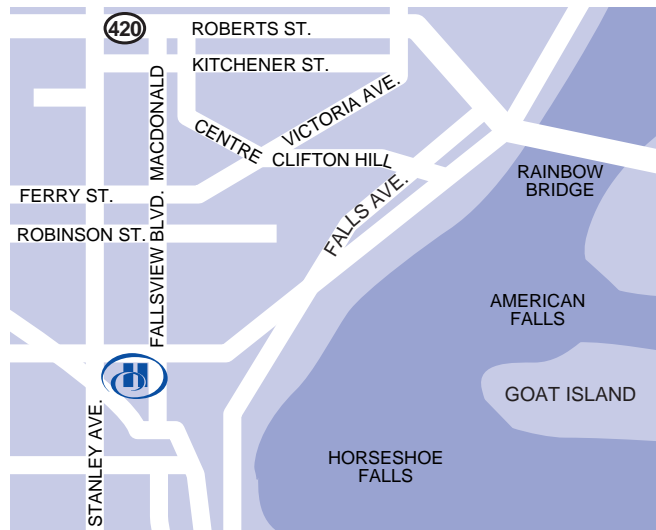 420
ROBERTS ST.
KITCHENER ST.
MACDONALD
VICTORIA AVE.
CENTRE
CLIFTON HILL
RAINBOW
BRIDGE
FERRY ST.
FALLS AVE.
ROBINSON ST.
FALLSVIEW BLVD.
AMERICAN
FALLS
H
GOAT ISLAND
STANLEY AVE.
HORSESHOE
FALLS